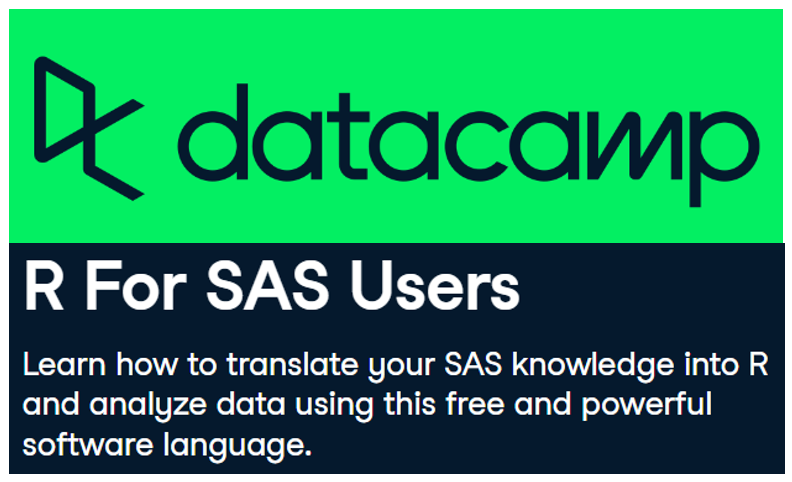 datacamp
R For SAS Users
Learn how to translate your SAS knowledge into R
and analyze data using this free and powerful
software language.